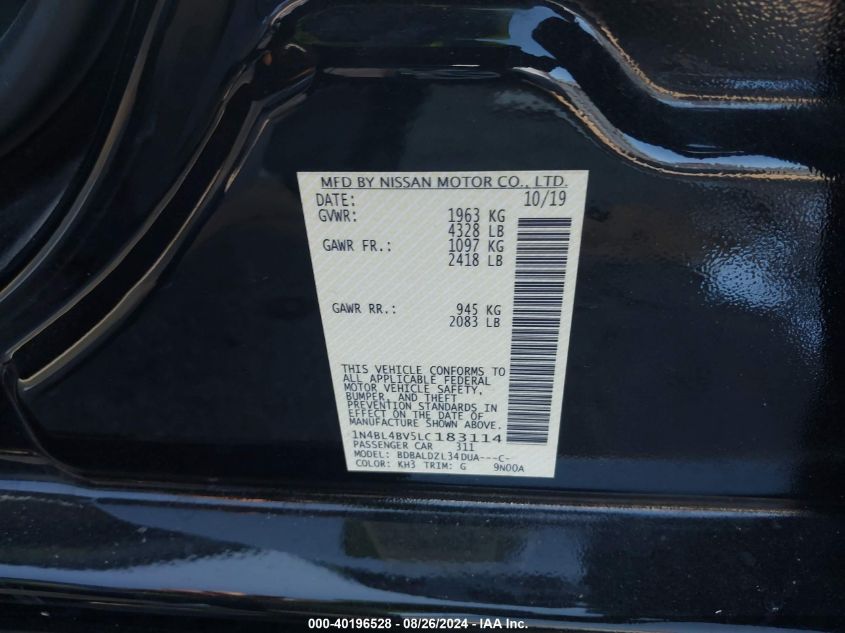 MFD BY NISSAN MOTOR CO., LTD.
DATE: 10/19
GVWR: 1963 KG
4328 LB
GAWR FR.: 1097 KG
2418 LB
GAWR RR.: 945 KG
2083 LB
THIS VEHICLE CONFORMS TO
ALL APPLICABLE FEDERAL
MOTOR VEHICLE SAFETY,
BUMPER, AND THEFT
PREVENTION STANDARDS IN
EFFECT ON THE DATE OF
MANUFACTURE SHOWN ABOVE.
1N4BL4BV5LC183114
PASSENGER CAR 311
MODEL: BDBALDZL34DUA---C-
COLOR: KH3 TRIM: G 9N00A
000-40196528 - 08/26/2024 - IAA Inc.